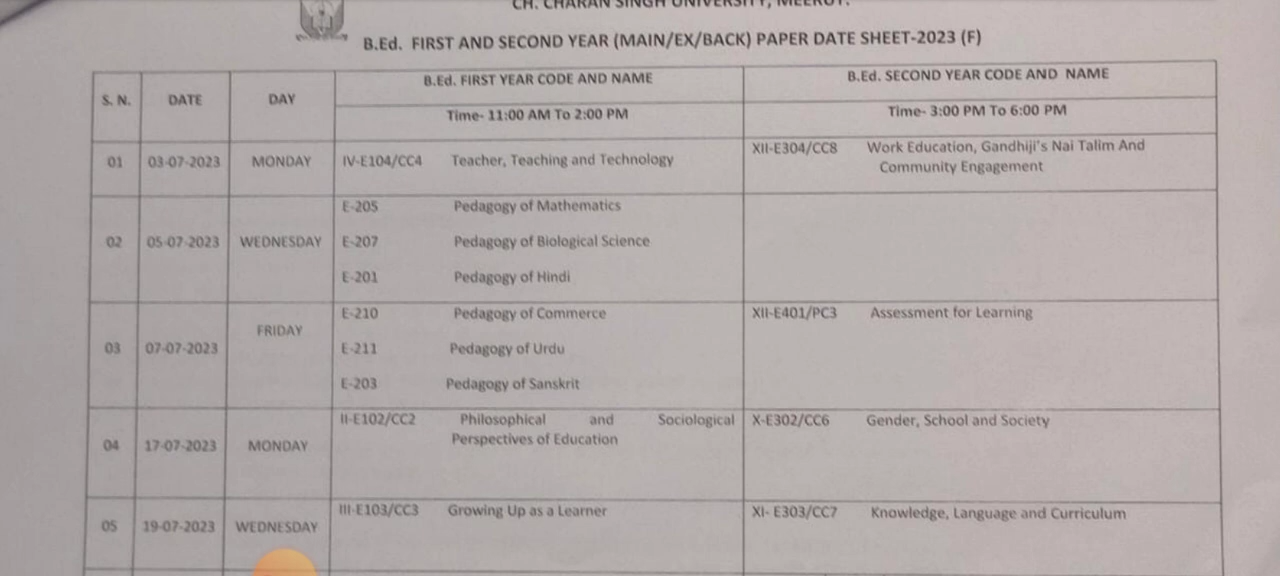 CH. CHARAN SINGH UNIVERSITY, MEERUT.
B.Ed. FIRST AND SECOND YEAR (MAIN/EX/BACK) PAPER DATE SHEET-2023 (F)
S. N. DATE DAY B.Ed. FIRST YEAR CODE AND NAME B.Ed. SECOND YEAR CODE AND NAME
Time- 11:00 AM To 2:00 PM Time- 3:00 PM To 6:00 PM
01 03-07-2023 MONDAY IV-E104/CC4 Teacher, Teaching and Technology XII-E304/CC8 Work Education, Gandhiji's Nai Talim And
Community Engagement
E-205 Pedagogy of Mathematics
02 05-07-2023 WEDNESDAY E-207 Pedagogy of Biological Science
E-201 Pedagogy of Hindi
E-210 Pedagogy of Commerce XII-E401/PC3 Assessment for Learning
FRIDAY
03 07-07-2023 E-211 Pedagogy of Urdu
E-203 Pedagogy of Sanskrit
II-E102/CC2 Philosophical and Sociological X-E302/CC6 Gender, School and Society
Perspectives of Education
04 17-07-2023 MONDAY
III-E103/CC3 Growing Up as a Learner XI- E303/CC7 Knowledge, Language and Curriculum
05 19-07-2023 WEDNESDAY